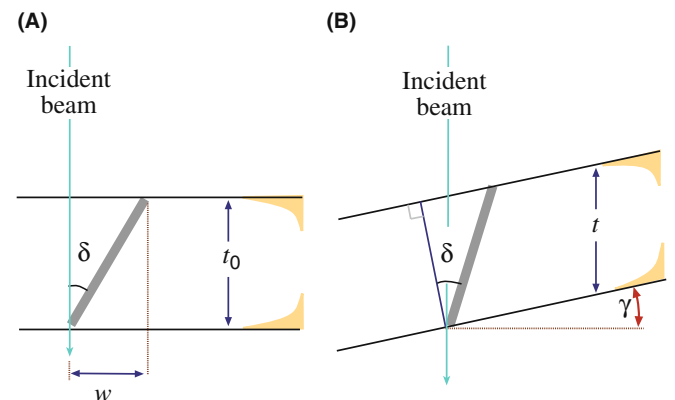 (A)
Incident
beam
δ
t0
w
(B)
Incident
beam
δ
t
γ